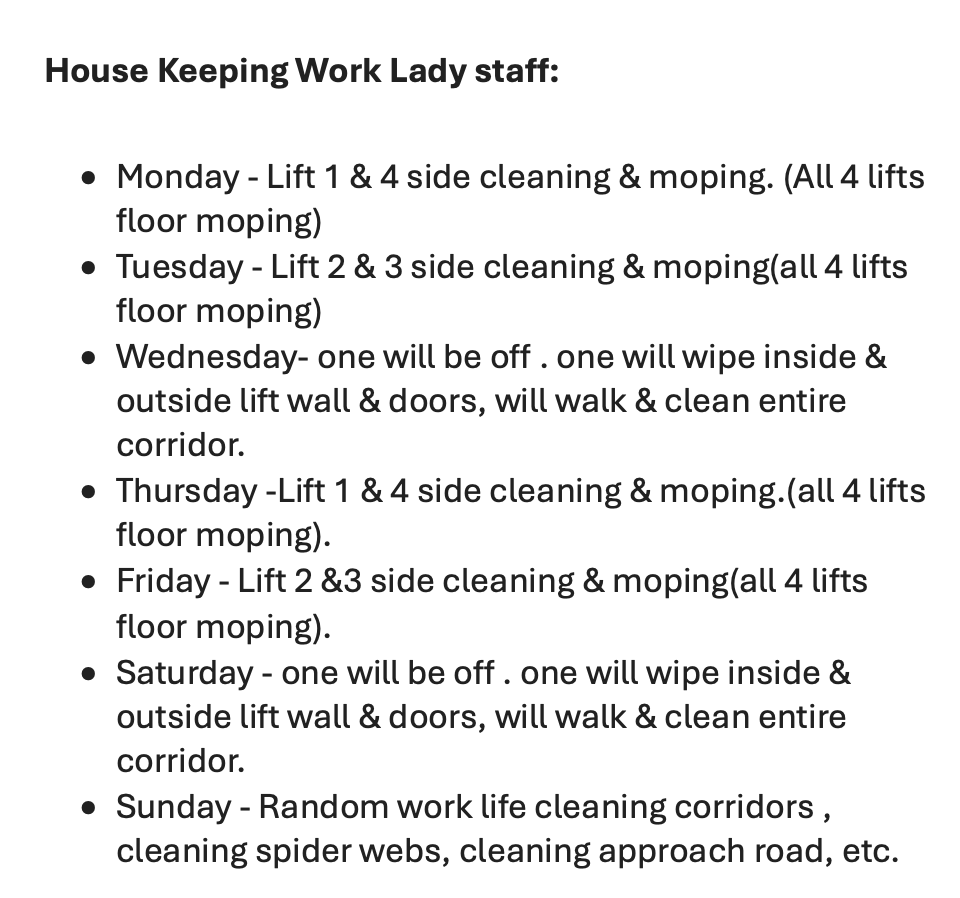 House Keeping Work Lady staff:
• Monday - Lift 1 & 4 side cleaning & moping. (All 4 lifts
floor moping)
• Tuesday - Lift 2 & 3 side cleaning & moping(all 4 lifts
floor moping)
• Wednesday- one will be off . one will wipe inside &
outside lift wall & doors, will walk & clean entire
corridor.
• Thursday -Lift 1 & 4 side cleaning & moping.(all 4 lifts
floor moping).
• Friday - Lift 2 &3 side cleaning & moping(all 4 lifts
floor moping).
• Saturday - one will be off . one will wipe inside &
outside lift wall & doors, will walk & clean entire
corridor.
• Sunday - Random work life cleaning corridors ,
cleaning spider webs, cleaning approach road, etc.